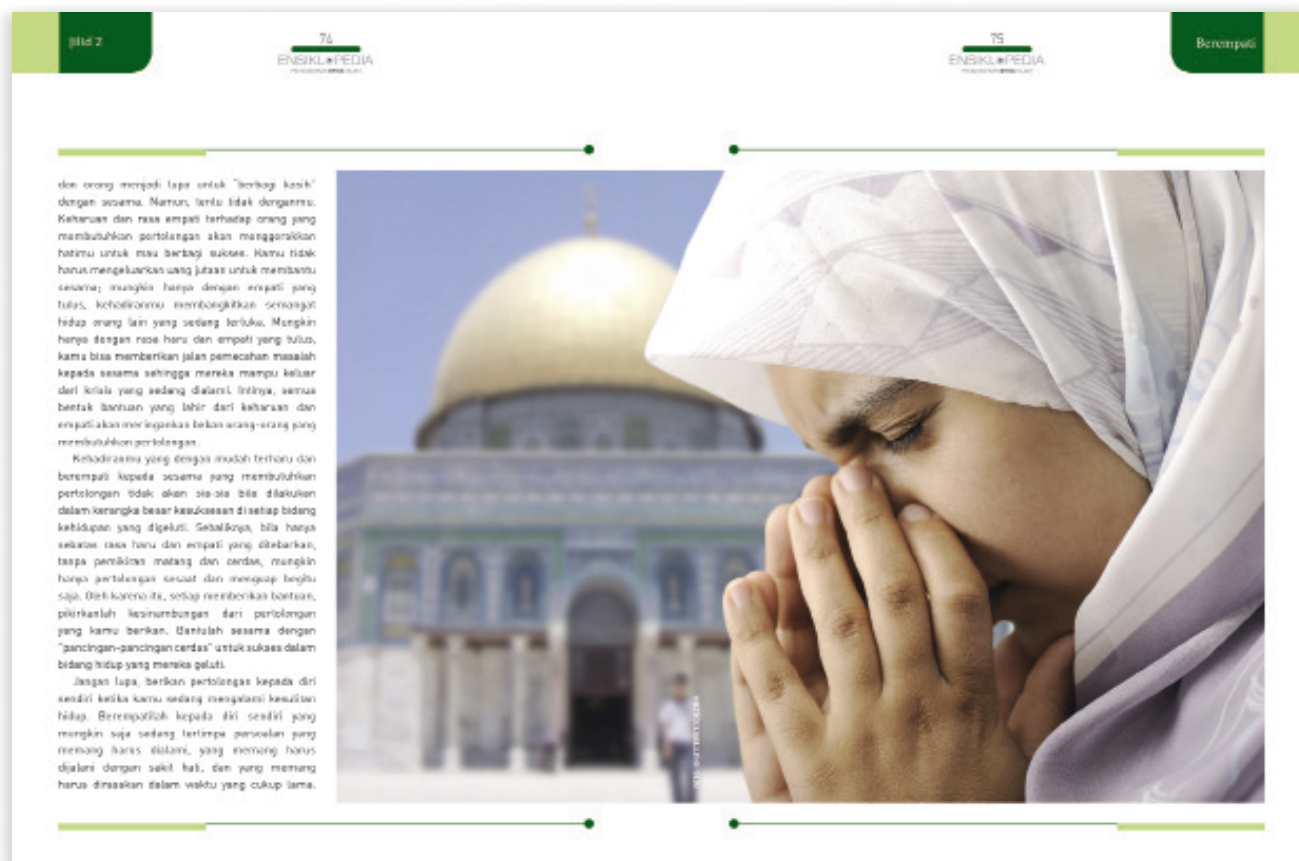 Jilid 2
74
ENSIKLOPEDIA
75
ENSIKLOPEDIA
Berempati
dan orang menjadi lupa untuk "berbagi kasih"
dengan sesama. Namun, tentu tidak denganmu.
Keharuan dan rasa empati terhadap orang yang
membutuhkan pertolongan akan menggerakkan
hatimu untuk mau berbagi sukses. Kamu tidak
harus mengeluarkan uang jutaan untuk membantu
sesama; mungkin hanya dengan empati yang
tulus, kehadiranmu membangkitkan semangat
hidup orang lain yang sedang terluka. Mungkin
hanya dengan rasa haru dan empati yang tulus,
kamu bisa memberikan jalan pemecahan masalah
kepada sesama sehingga mereka mampu keluar
dari krisis yang sedang dialami. Intinya, semua
bentuk bantuan yang lahir dari keharuan dan
empati akan meringankan beban orang-orang yang
membutuhkan pertolongan.
Kehadiranmu yang dengan mudah terharu dan
berempati kepada sesama yang membutuhkan
pertolongan tidak akan sia-sia bila dilakukan
dalam kerangka besar kesuksesan di setiap bidang
kehidupan yang digeluti. Sebaliknya, bila hanya
sebatas rasa haru dan empati yang ditebarkan,
tanpa pemikiran matang dan cerdas, mungkin
hanya pertolongan sesaat dan menguap begitu
saja. Oleh karena itu, setiap memberikan bantuan,
pikirkanlah kesinambungan dari pertolongan
yang kamu berikan. Bantulah sesama dengan
"pancingan-pancingan cerdas" untuk sukses dalam
bidang hidup yang mereka geluti.
Jangan lupa, berikan pertolongan kepada diri
sendiri ketika kamu sedang mengalami kesulitan
hidup. Berempatilah kepada diri sendiri yang
mungkin saja sedang tertimpa persoalan yang
memang harus dialami, yang memang harus
dijalani dengan sakit hati, dan yang memang
harus dirasakan dalam waktu yang cukup lama.